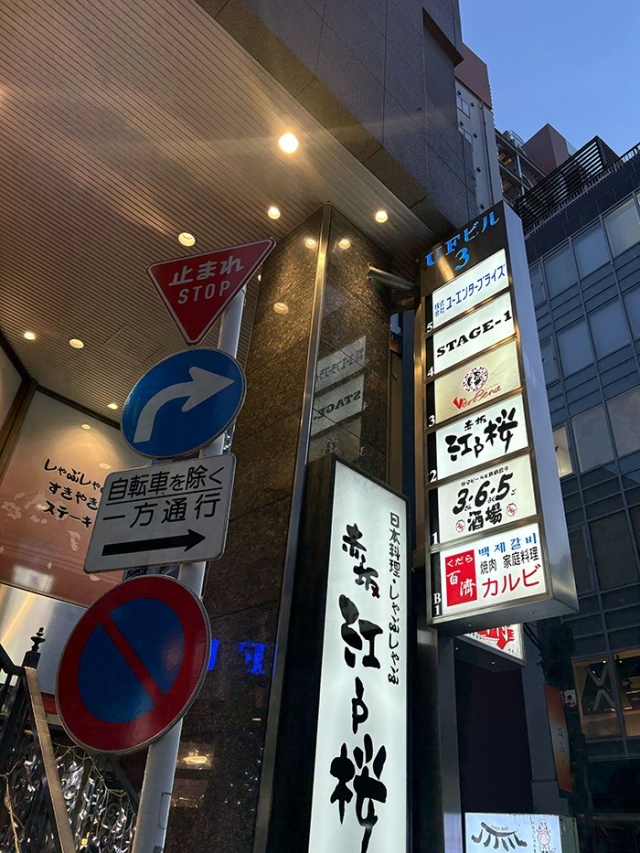 止まれ
STOP
自転車を除く
一方通行
しゃぶしゃ
すきやき
ステーキ
日本料理・しゃぶしゃぶ
赤坂
江戸桜
UFビル
3
5
株式会社
ユーエンタープライズ
4
STAGE-1
3
VerBena
2
赤坂
江戸桜
1
3・6・5
酒場
B1
くだら
百済
백제갈비
焼肉 家庭料理
カルビ